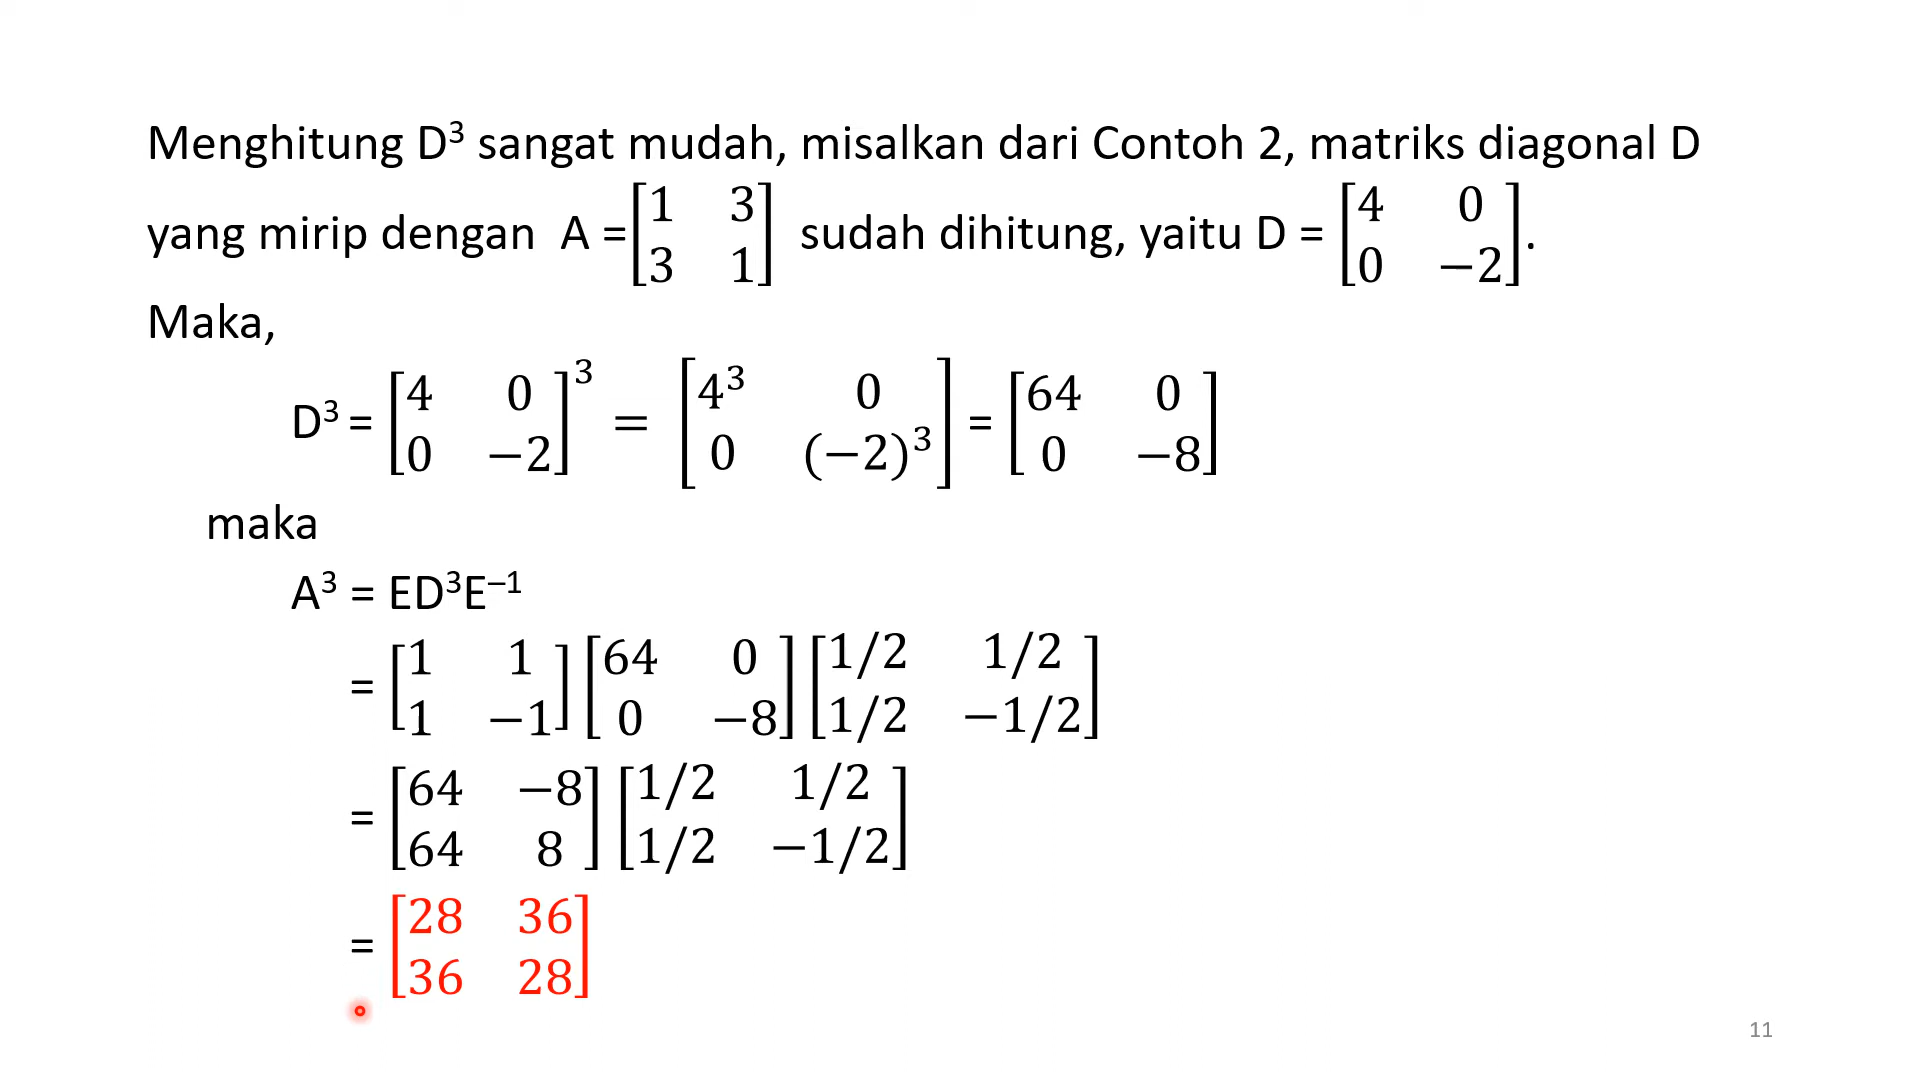 Menghitung D³ sangat mudah, misalkan dari Contoh 2, matriks diagonal D
yang mirip dengan A = [1 3; 3 1] sudah dihitung, yaitu D = [4 0; 0 −2].
Maka,
D³ = [4 0; 0 −2]³ = [4³ 0; 0 (−2)³] = [64 0; 0 −8]
maka
A³ = ED³E⁻¹
= [1 1; 1 −1] [64 0; 0 −8] [1/2 1/2; 1/2 −1/2]
= [64 −8; 64 8] [1/2 1/2; 1/2 −1/2]
= [28 36; 36 28]
11